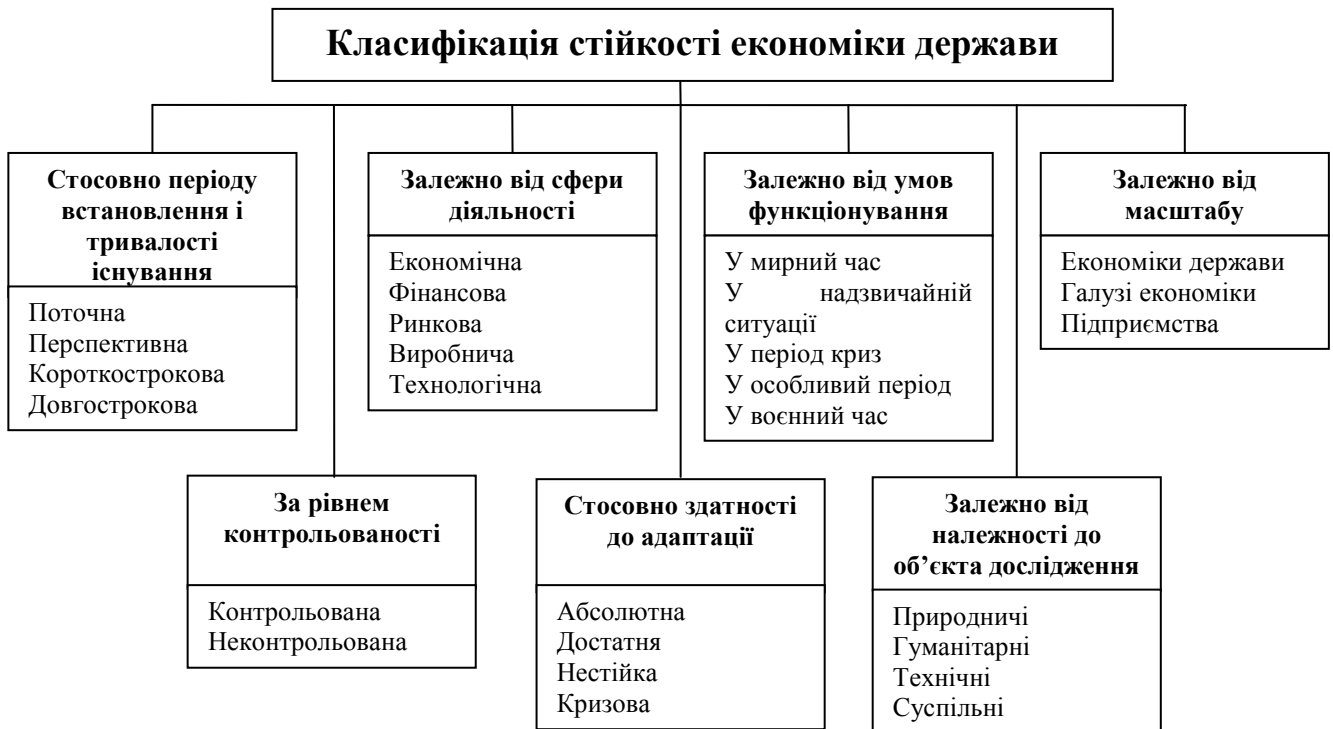 Класифікація стійкості економіки держави
Стосовно періоду
встановлення і
тривалості
існування
Поточна
Перспективна
Короткострокова
Довгострокова
Залежно від сфери
діяльності
Економічна
Фінансова
Ринкова
Виробнича
Технологічна
Залежно від умов
функціонування
У мирний час
У надзвичайній
ситуації
У період криз
У особливий період
У воєнний час
Залежно від
масштабу
Економіки держави
Галузі економіки
Підприємства
За рівнем
контрольованості
Контрольована
Неконтрольована
Стосовно здатності
до адаптації
Абсолютна
Достатня
Нестійка
Кризова
Залежно від
належності до
об’єкта дослідження
Природничі
Гуманітарні
Технічні
Суспільні